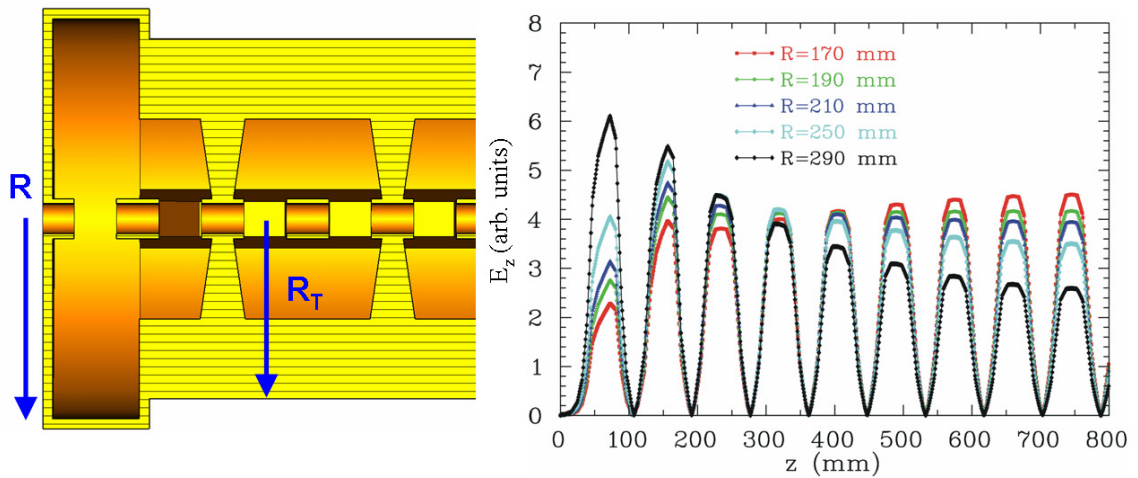 R
R_T
8
7
6
5
4
3
2
1
0
E_z (arb. units)
R=170 mm
R=190 mm
R=210 mm
R=250 mm
R=290 mm
0 100 200 300 400 500 600 700 800
z (mm)